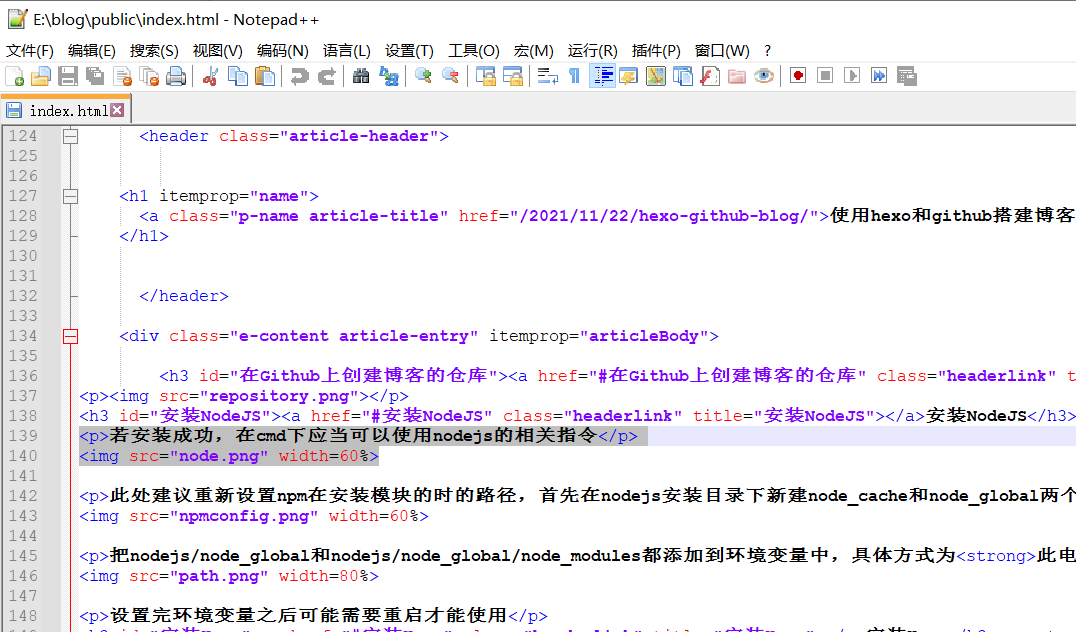 E:\blog\public\index.html - Notepad++
文件(F) 编辑(E) 搜索(S) 视图(V) 编码(N) 语言(L) 设置(T) 工具(O) 宏(M) 运行(R) 插件(P) 窗口(W) ?
index.html
124 <header class="article-header">
125
126
127 <h1 itemprop="name">
128 <a class="p-name article-title" href="/2021/11/22/hexo-github-blog/">使用hexo和github搭建博客
129 </h1>
130
131
132 </header>
133
134 <div class="e-content article-entry" itemprop="articleBody">
135
136 <h3 id="在Github上创建博客的仓库"><a href="#在Github上创建博客的仓库" class="headerlink" t
137 <p><img src="repository.png"></p>
138 <h3 id="安装NodeJS"><a href="#安装NodeJS" class="headerlink" title="安装NodeJS"></a>安装NodeJS</h3>
139 <p>若安装成功，在cmd下应当可以使用nodejs的相关指令</p>
140 <img src="node.png" width=60%>
141
142 <p>此处建议重新设置npm在安装模块的时的路径，首先在nodejs安装目录下新建node_cache和node_global两个
143 <img src="npmconfig.png" width=60%>
144
145 <p>把nodejs/node_global和nodejs/node_global/node_modules都添加到环境变量中，具体方式为<strong>此电
146 <img src="path.png" width=80%>
147
148 <p>设置完环境变量之后可能需要重启才能使用</p>